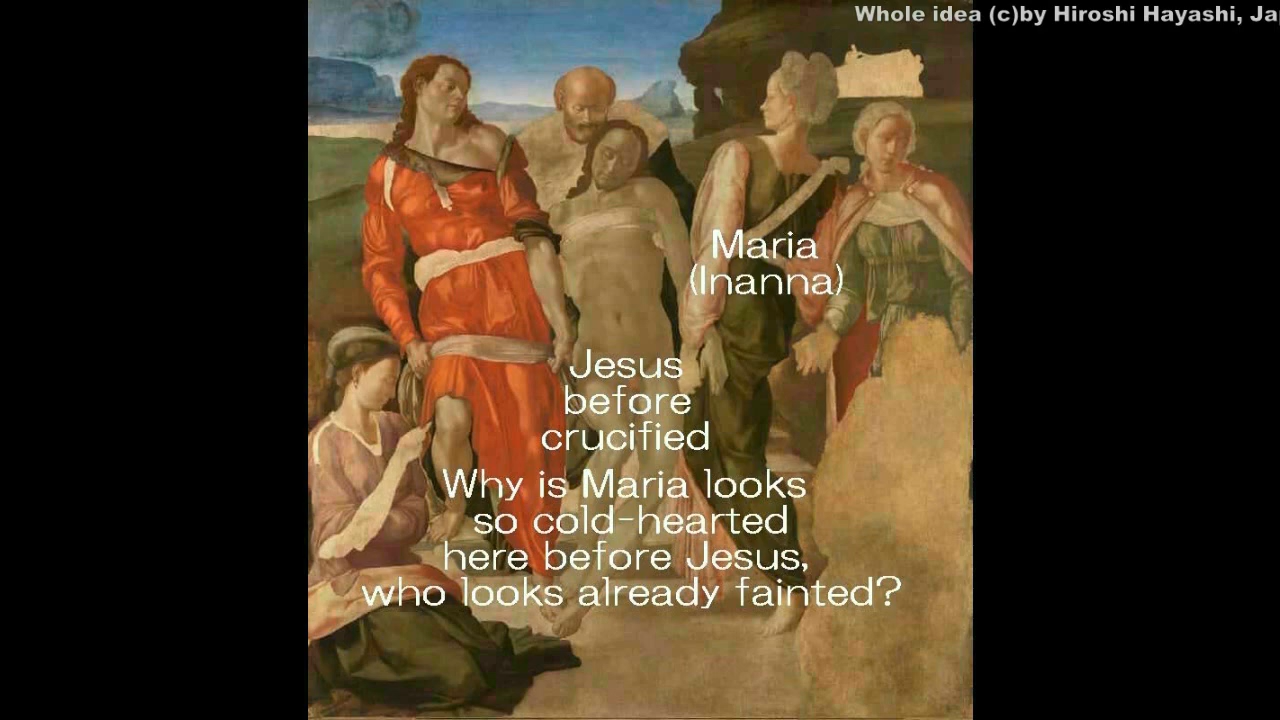 Whole idea (c)by Hiroshi Hayashi, Ja
Maria
(Inanna)
Jesus
before
crucified
Why is Maria looks
so cold-hearted
here before Jesus,
who looks already fainted?